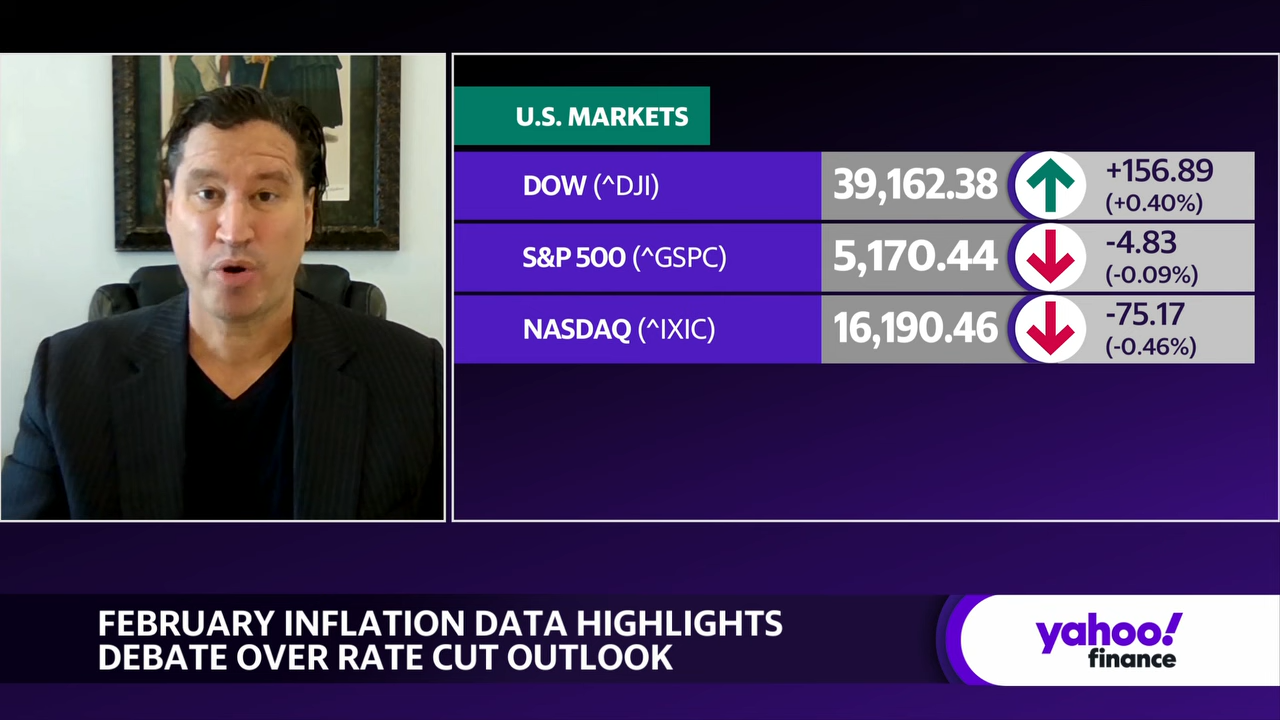 U.S. MARKETS
DOW (^DJI) 39,162.38 +156.89
(+0.40%)
S&P 500 (^GSPC) 5,170.44 -4.83
(-0.09%)
NASDAQ (^IXIC) 16,190.46 -75.17
(-0.46%)
FEBRUARY INFLATION DATA HIGHLIGHTS
DEBATE OVER RATE CUT OUTLOOK
yahoo!
finance